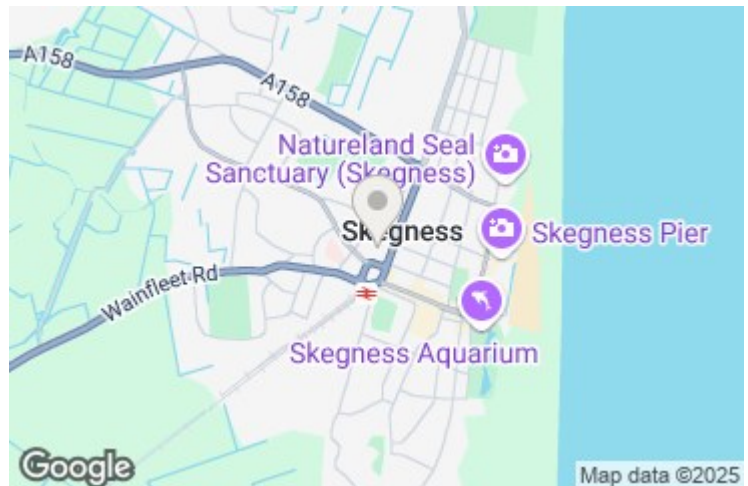 A158
A158
Natureland Seal
Sanctuary (Skegness)
Skegness
Skegness Pier
Wainfleet Rd
Skegness Aquarium
Google
Map data ©2025